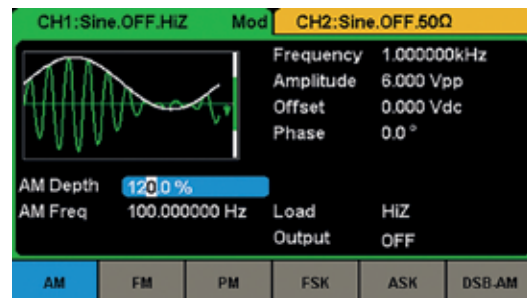 CH1:Sine.OFF.HiZ Mod CH2:Sine.OFF.50Ω
Frequency 1.000000kHz
Amplitude 6.000 Vpp
Offset 0.000 Vdc
Phase 0.0 °
AM Depth 120.0 %
AM Freq 100.000000 Hz Load HiZ
Output OFF
AM FM PM FSK ASK DSB-AM